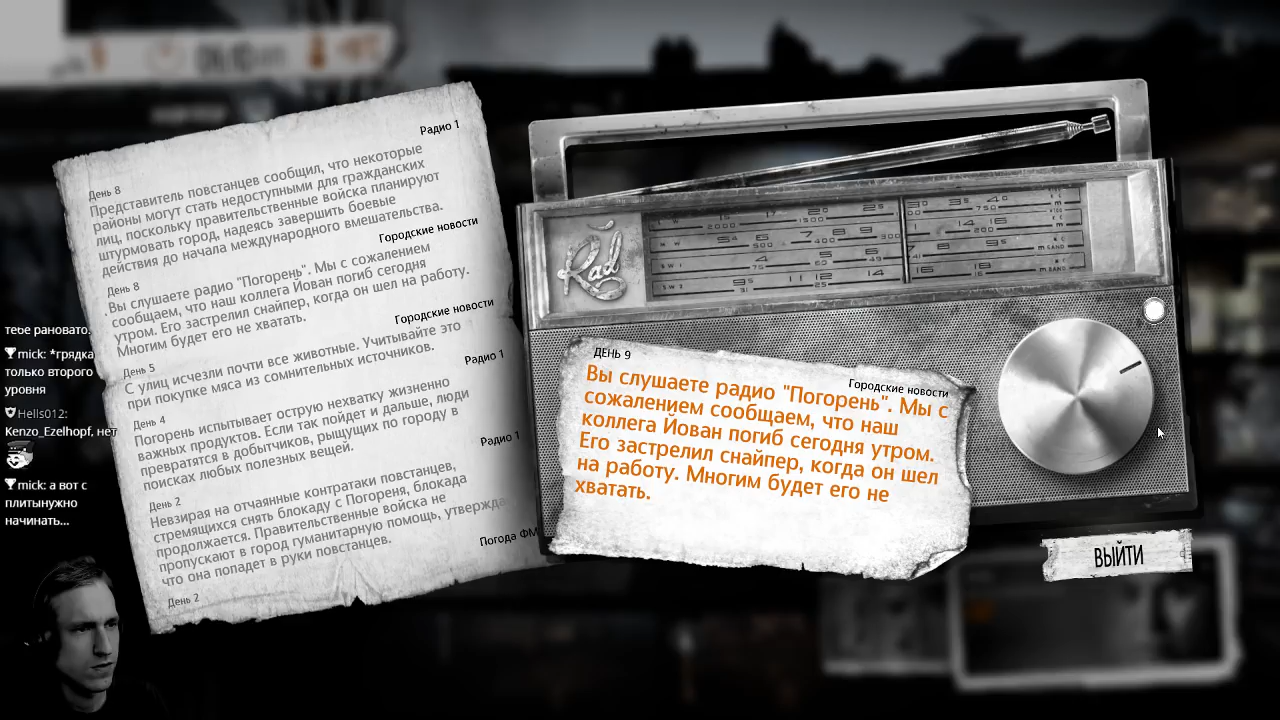 Радио 1
День 8
Представитель повстанцев сообщил, что некоторые
районы могут стать недоступными для гражданских
лиц, поскольку правительственные войска планируют
штурмовать город, надеясь завершить боевые
действия до начала международного вмешательства.
Городские новости
День 8
Вы слушаете радио "Погорень". Мы с сожалением
сообщаем, что наш коллега Йован погиб сегодня
утром. Его застрелил снайпер, когда он шел на работу.
Многим будет его не хватать.
Городские новости
День 5
С улиц исчезли почти все животные. Учитывайте это
при покупке мяса из сомнительных источников.
Радио 1
День 4
Погорень испытывает острую нехватку жизненно
важных продуктов. Если так пойдет и дальше, люди
превратятся в добытчиков, рыщущих по городу в
поисках любых полезных вещей.
Радио 1
День 2
Невзирая на отчаянные контратаки повстанцев,
стремящихся снять блокаду с Погореня, блокада
продолжается. Правительственные войска не
пропускают в город гуманитарную помощь, утвержда
что она попадет в руки повстанцев.
Погода ФМ
День 2
тебе рановато.
mick: *грядка
только второго
уровня
Hells012:
Kenzo_Ezelhopf, нет
mick: а вот с
плитынужно
начинать...
Rad
ДЕНЬ 9
Городские новости
Вы слушаете радио "Погорень". Мы с
сожалением сообщаем, что наш
коллега Йован погиб сегодня утром.
Его застрелил снайпер, когда он шел
на работу. Многим будет его не
хватать.
ВЫЙТИ